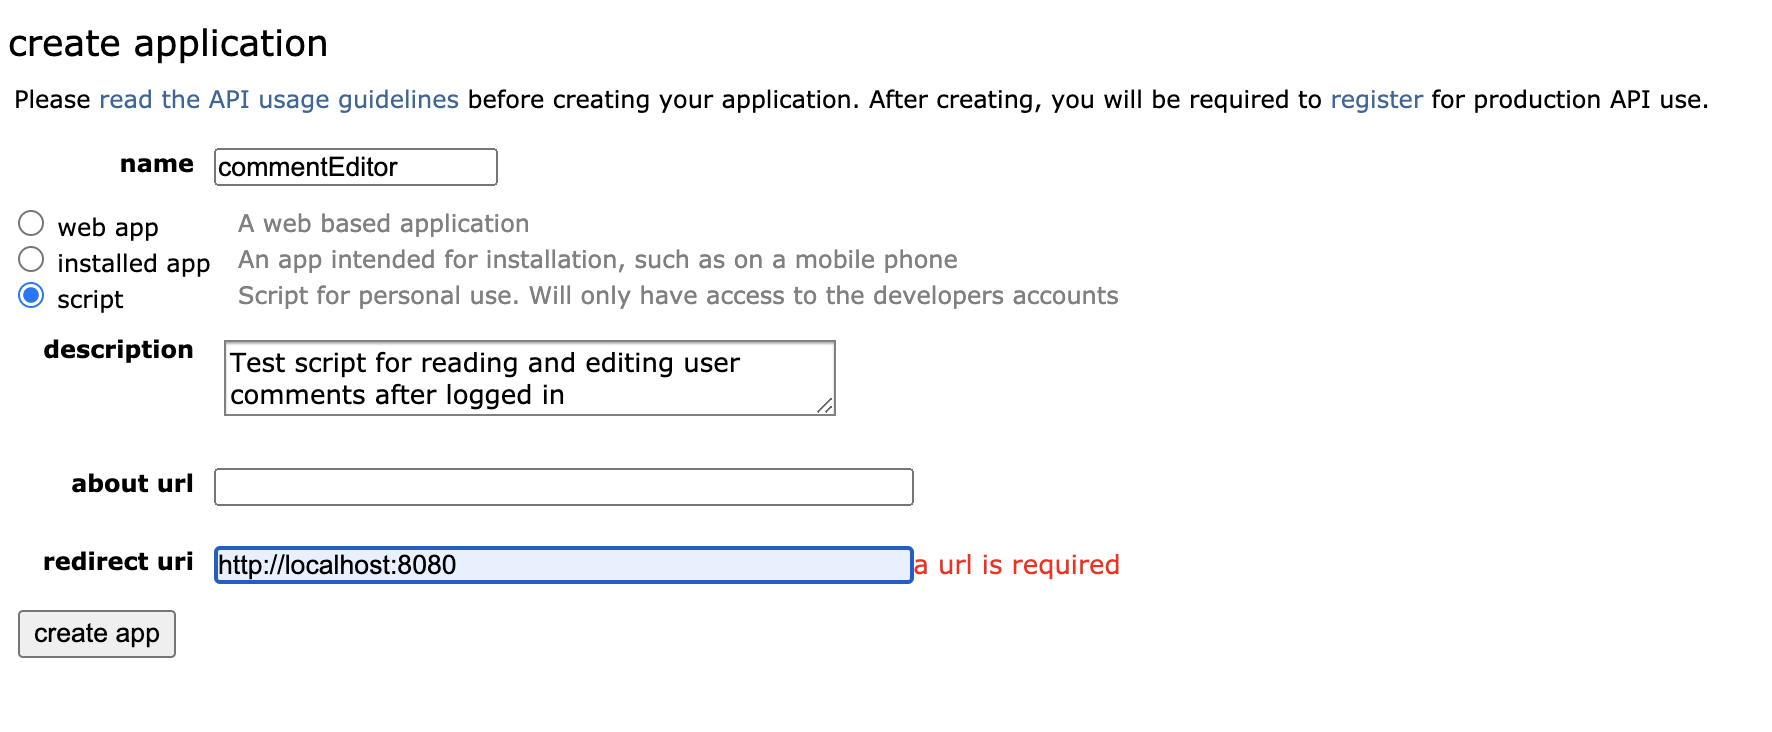 create application
Please read the API usage guidelines before creating your application. After creating, you will be required to register for production API use.
name commentEditor
web app A web based application
installed app An app intended for installation, such as on a mobile phone
script Script for personal use. Will only have access to the developers accounts
description Test script for reading and editing user
comments after logged in
about url
redirect uri http://localhost:8080 a url is required
create app